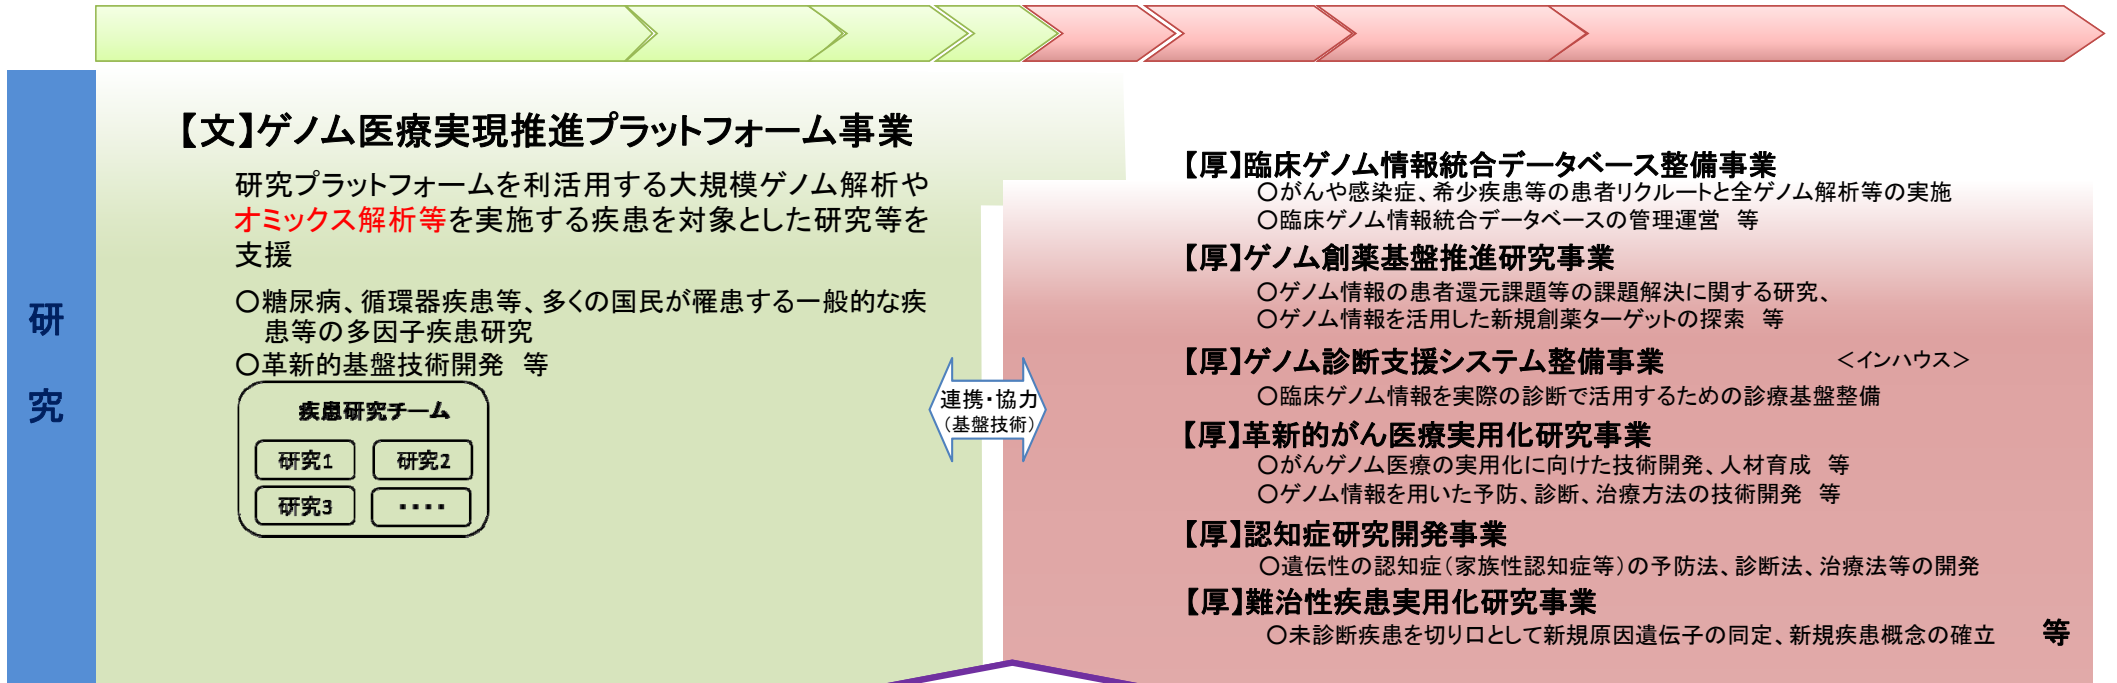 研
究
【文】ゲノム医療実現推進プラットフォーム事業
研究プラットフォームを利活用する大規模ゲノム解析や
オミックス解析等を実施する疾患を対象とした研究等を
支援
○糖尿病、循環器疾患等、多くの国民が罹患する一般的な疾
患等の多因子疾患研究
○革新的基盤技術開発　等
疾患研究チーム
研究1
研究2
研究3
・・・・
連携・協力
（基盤技術）
【厚】臨床ゲノム情報統合データベース整備事業
○がんや感染症、希少疾患等の患者リクルートと全ゲノム解析等の実施
○臨床ゲノム情報統合データベースの管理運営　等
【厚】ゲノム創薬基盤推進研究事業
○ゲノム情報の患者還元課題等の課題解決に関する研究、
○ゲノム情報を活用した新規創薬ターゲットの探索　等
【厚】ゲノム診断支援システム整備事業　＜インハウス＞
○臨床ゲノム情報を実際の診断で活用するための診療基盤整備
【厚】革新的がん医療実用化研究事業
○がんゲノム医療の実用化に向けた技術開発、人材育成　等
○ゲノム情報を用いた予防、診断、治療方法の技術開発　等
【厚】認知症研究開発事業
○遺伝性の認知症（家族性認知症等）の予防法、診断法、治療法等の開発
【厚】難治性疾患実用化研究事業
○未診断疾患を切り口として新規原因遺伝子の同定、新規疾患概念の確立　等